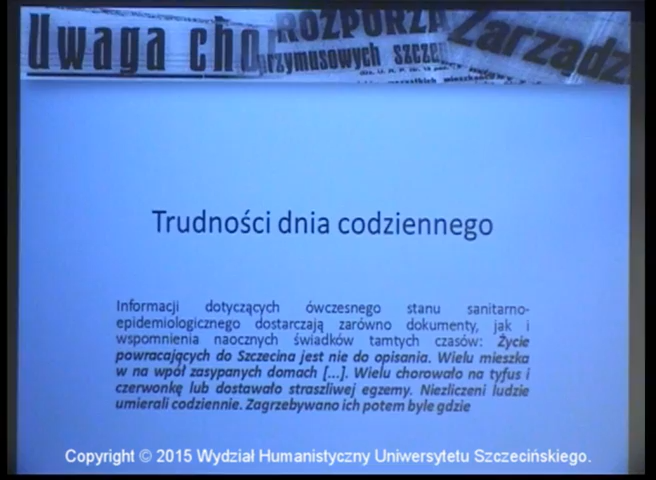 Uwaga cho
ROZPORZĄ
przymusowych szczep
Zarządz
Trudności dnia codziennego
Informacji dotyczących ówczesnego stanu sanitarno-
epidemiologicznego dostarczają zarówno dokumenty, jak i
wspomnienia naocznych świadków tamtych czasów: Życie
powracających do Szczecina jest nie do opisania. Wielu mieszka
w na wpół zasypanych domach [...]. Wielu chorowało na tyfus i
czerwonkę lub dostawało straszliwej egzemy. Niezliczeni ludzie
umierali codziennie. Zagrzebywano ich potem byle gdzie
Copyright © 2015 Wydział Humanistyczny Uniwersytetu Szczecińskiego.